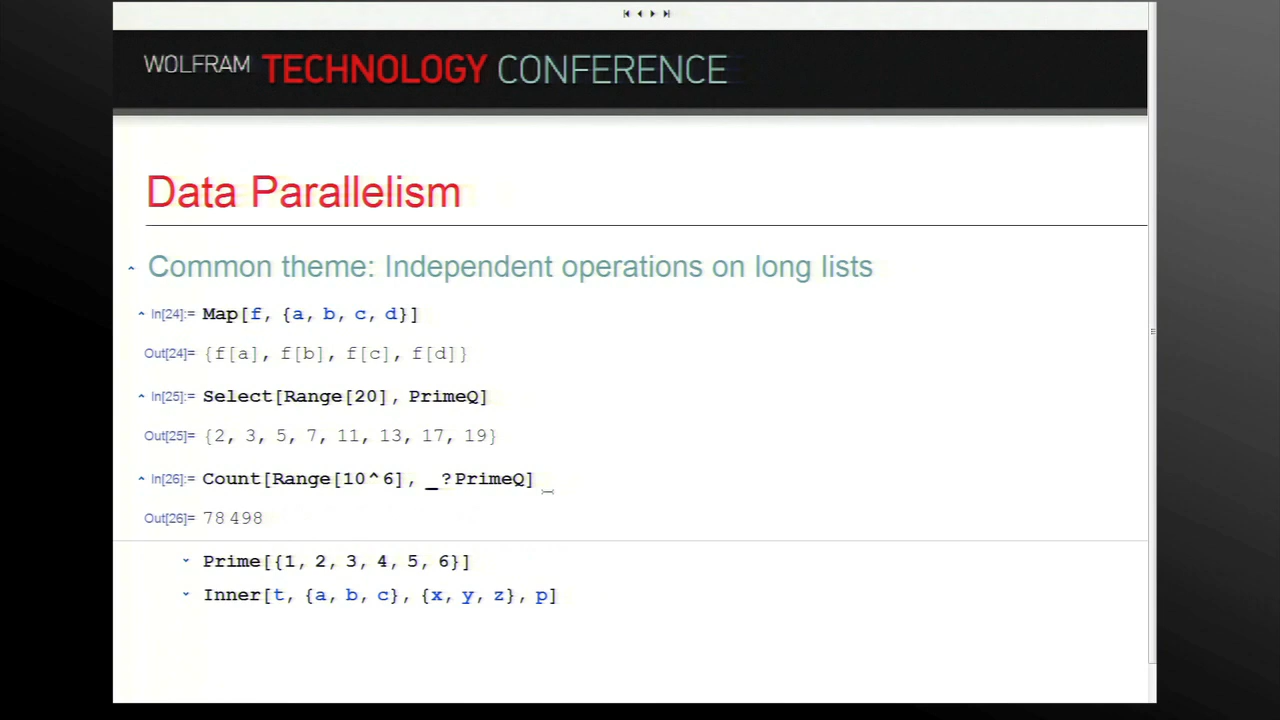 WOLFRAM TECHNOLOGY CONFERENCE
Data Parallelism
Common theme: Independent operations on long lists
In[24]:= Map[f, {a, b, c, d}]
Out[24]= {f[a], f[b], f[c], f[d]}
In[25]:= Select[Range[20], PrimeQ]
Out[25]= {2, 3, 5, 7, 11, 13, 17, 19}
In[26]:= Count[Range[10^6], _?PrimeQ]
Out[26]= 78 498
Prime[{1, 2, 3, 4, 5, 6}]
Inner[t, {a, b, c}, {x, y, z}, p]